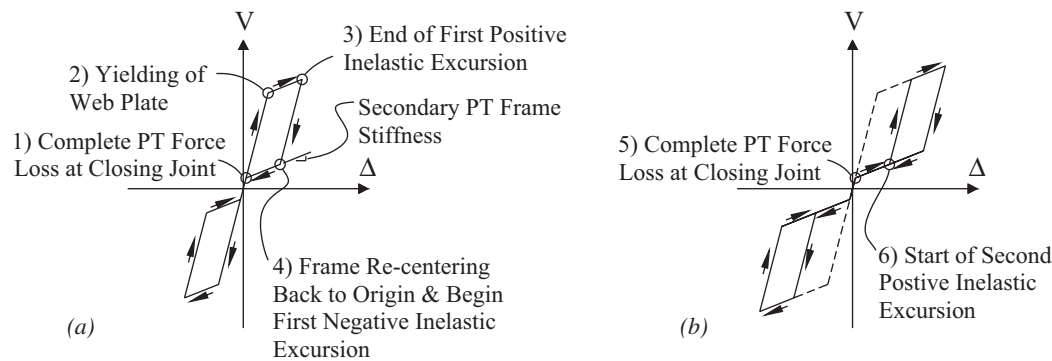 V
3) End of First Positive
Inelastic Excursion
2) Yielding of
Web Plate
Secondary PT Frame
Stiffness
1) Complete PT Force
Loss at Closing Joint
Δ
4) Frame Re-centering
Back to Origin & Begin
First Negative Inelastic
Excursion
(a)
V
5) Complete PT Force
Loss at Closing Joint
Δ
6) Start of Second
Postive Inelastic
Excursion
(b)